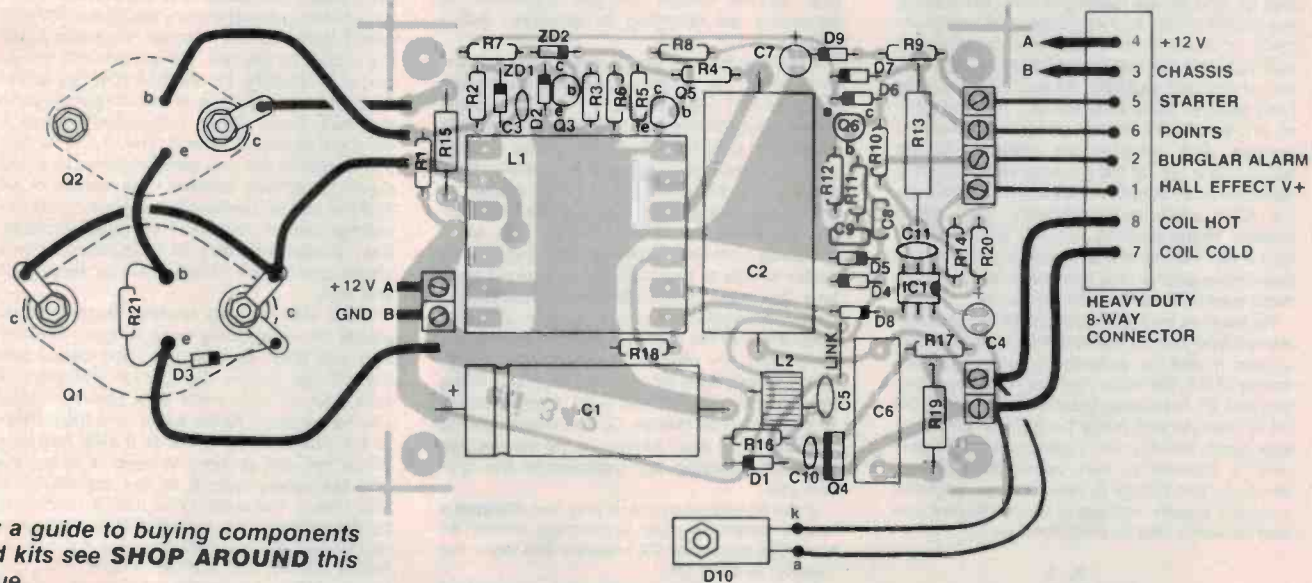 R7
ZD2
R8
C7
D9
R9
A
4 +12 V
B
3 CHASSIS
5 STARTER
6 POINTS
2 BURGLAR ALARM
1 HALL EFFECT V+
8 COIL HOT
7 COIL COLD
HEAVY DUTY
8-WAY
CONNECTOR
R2
ZD1
C3
D2
c
b
e
Q3
R3
R6
R5
R4
Q5
c
b
e
D7
D6
c
Q6
b
R10
R13
R12
R11
C8
C9
C11
D5
D4
IC1
D8
R14
R20
C4
R15
R1
L1
C2
b
c
e
Q2
b
c
R21
c
e
D3
Q1
+12 V A
GND B
R18
+
C1
eti 342
LINK
L2
C5
C6
R17
R19
R16
D1
C10
Q4
k
a
D10
a guide to buying components
kits see SHOP AROUND this